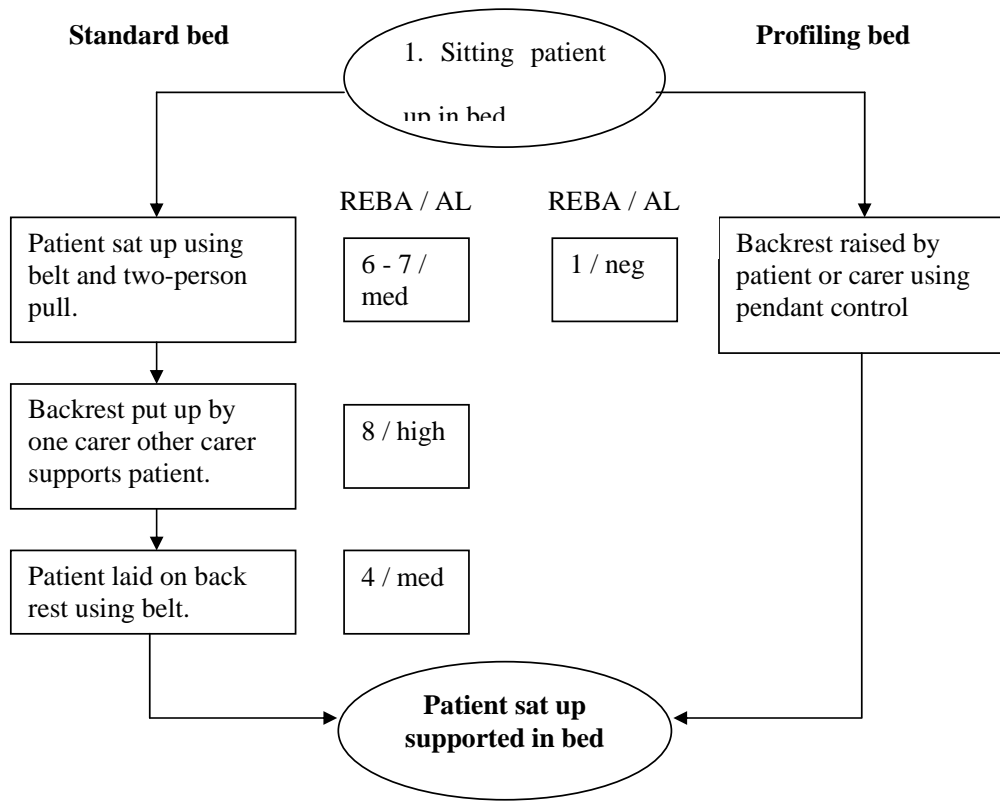 Standard bed
1. Sitting patient
up in bed
Profiling bed
REBA / AL
REBA / AL
Patient sat up using
belt and two-person
pull.
6 - 7 /
med
1 / neg
Backrest raised by
patient or carer using
pendant control
Backrest put up by
one carer other carer
supports patient.
8 / high
Patient laid on back
rest using belt.
4 / med
Patient sat up
supported in bed